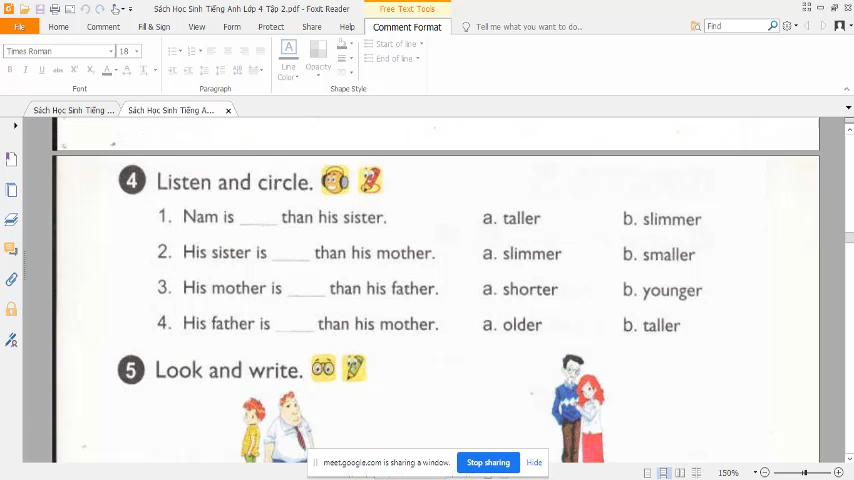 Sách Học Sinh Tiếng Anh Lớp 4 Tập 2.pdf - Foxit Reader
Free Text Tools
File Home Comment Fill & Sign View Form Protect Share Help Comment Format Tell me what you want to do... Find
Times Roman 18
B I U abc X² X₂ A T
A Line Color Opacity Start of line End of line
Font Paragraph Shape Style
Sách Học Sinh Tiếng ... Sách Học Sinh Tiếng A...
4 Listen and circle.
1. Nam is ____ than his sister. a. taller b. slimmer
2. His sister is ____ than his mother. a. slimmer b. smaller
3. His mother is ____ than his father. a. shorter b. younger
4. His father is ____ than his mother. a. older b. taller
5 Look and write.
meet.google.com is sharing a window. Stop sharing Hide
150%